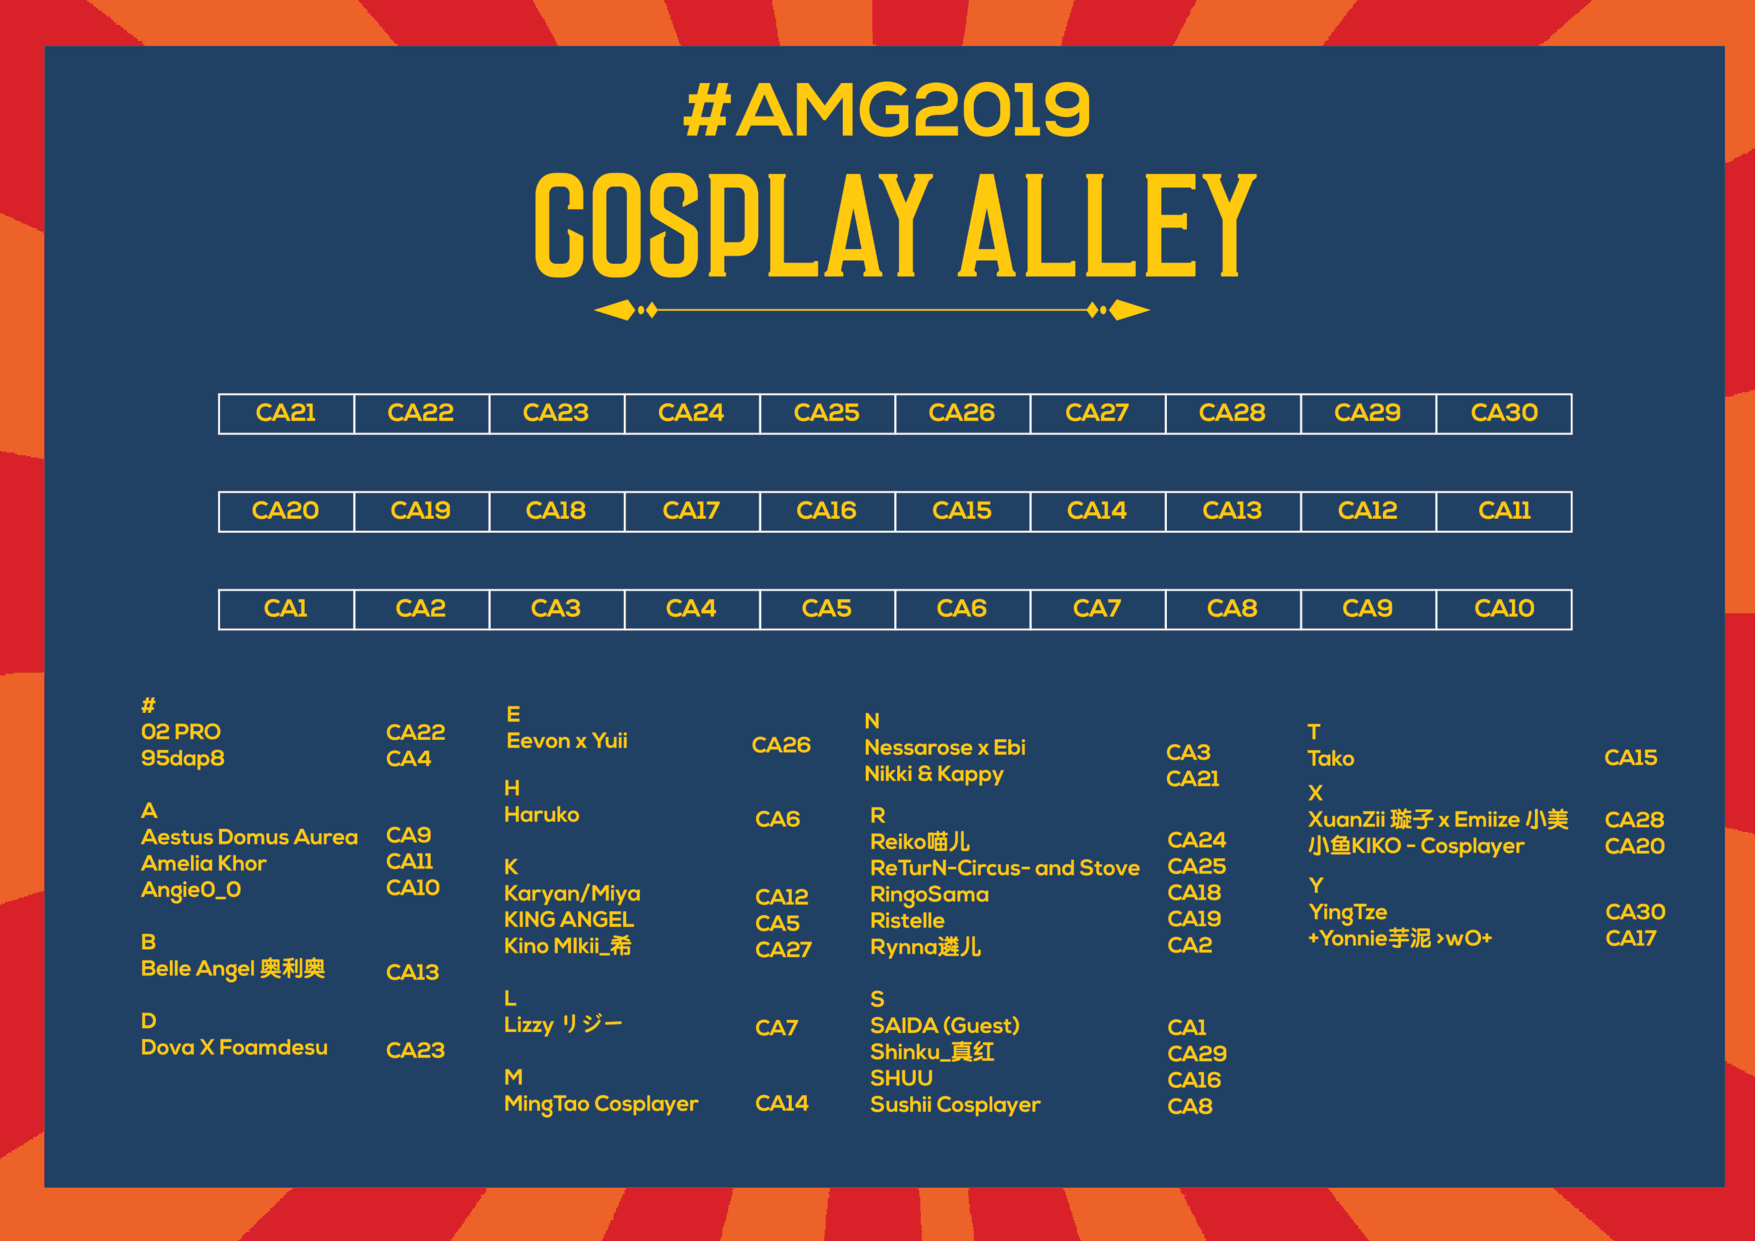 #AMG2019
COSPLAY ALLEY
CA21 CA22 CA23 CA24 CA25 CA26 CA27 CA28 CA29 CA30
CA20 CA19 CA18 CA17 CA16 CA15 CA14 CA13 CA12 CA11
CA1 CA2 CA3 CA4 CA5 CA6 CA7 CA8 CA9 CA10
#
02 PRO CA22
95dap8 CA4
A
Aestus Domus Aurea CA9
Amelia Khor CA11
Angie0_0 CA10
B
Belle Angel 奥利奥 CA13
D
Dova X Foamdesu CA23
E
Eevon x Yuii CA26
H
Haruko CA6
K
Karyan/Miya CA12
KING ANGEL CA5
Kino MIkii_希 CA27
L
Lizzy リジー CA7
M
MingTao Cosplayer CA14
N
Nessarose x Ebi CA3
Nikki & Kappy CA21
R
Reiko喵儿 CA24
ReTurN-Circus- and Stove CA25
RingoSama CA18
Ristelle CA19
Rynna遴儿 CA2
S
SAIDA (Guest) CA1
Shinku_真红 CA29
SHUU CA16
Sushii Cosplayer CA8
T
Tako CA15
X
XuanZii 璇子 x Emiize 小美 CA28
小鱼KIKO - Cosplayer CA20
Y
YingTze CA30
+Yonnie芋泥 >wO+ CA17